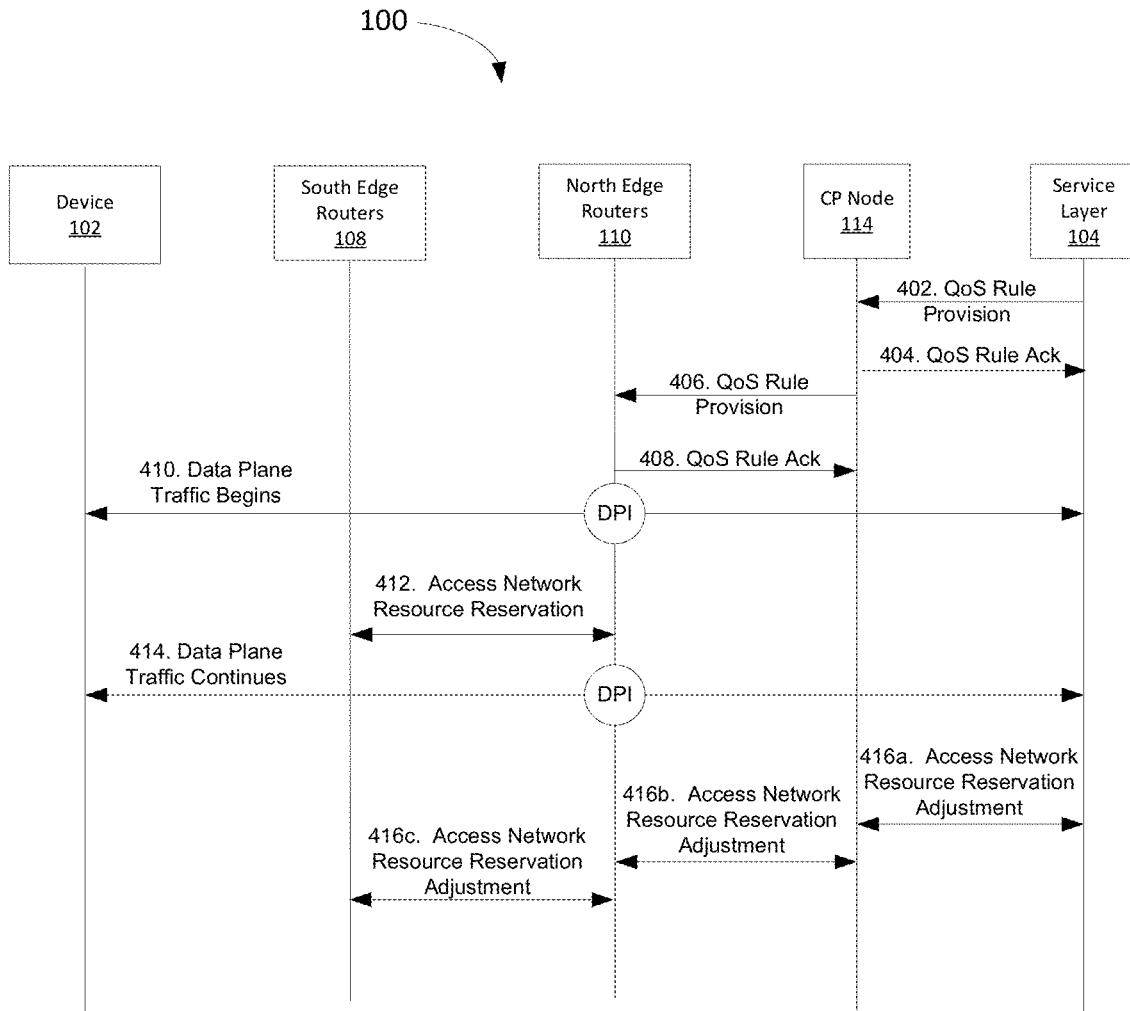 100
Device
102
South Edge
Routers
108
North Edge
Routers
110
CP Node
114
Service
Layer
104
402. QoS Rule
Provision
404. QoS Rule Ack
406. QoS Rule
Provision
408. QoS Rule Ack
410. Data Plane
Traffic Begins
DPI
412. Access Network
Resource Reservation
414. Data Plane
Traffic Continues
DPI
416a. Access Network
Resource Reservation
Adjustment
416b. Access Network
Resource Reservation
Adjustment
416c. Access Network
Resource Reservation
Adjustment